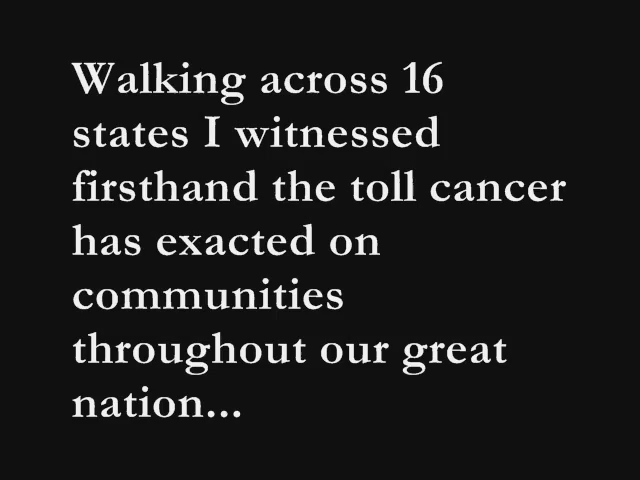 Walking across 16
states I witnessed
firsthand the toll cancer
has exacted on
communities
throughout our great
nation...